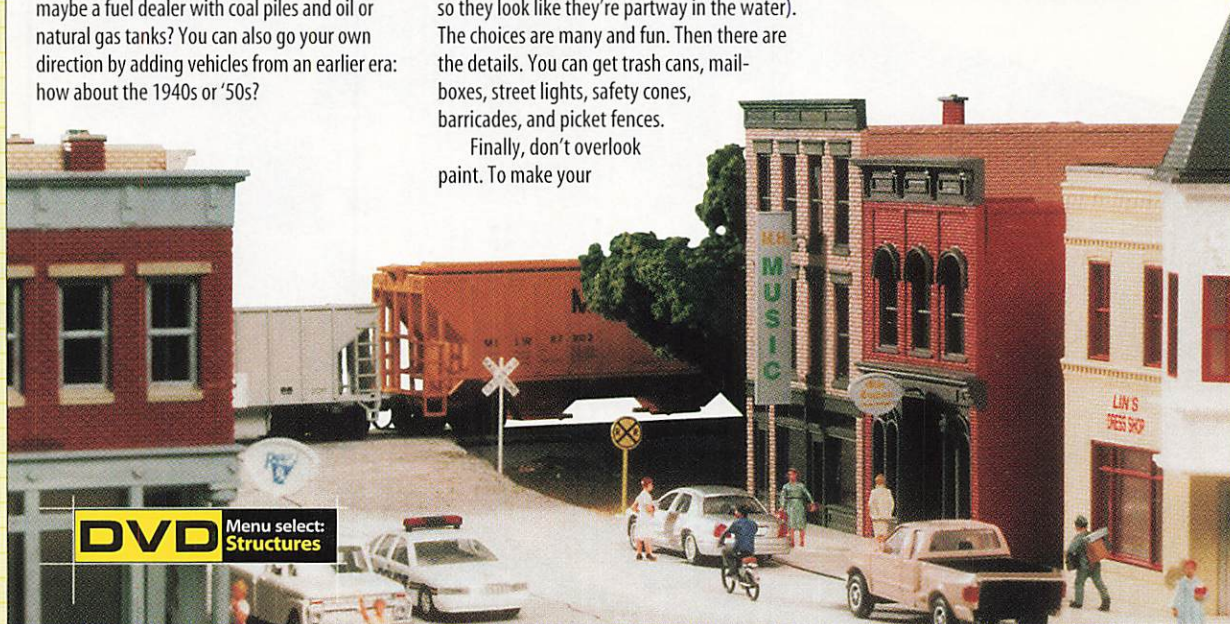 maybe a fuel dealer with coal piles and oil or
natural gas tanks? You can also go your own
direction by adding vehicles from an earlier era:
how about the 1940s or '50s?
so they look like they're partway in the water).
The choices are many and fun. Then there are
the details. You can get trash cans, mail-
boxes, street lights, safety cones,
barricades, and picket fences.
Finally, don't overlook
paint. To make your
M.H.
MUSIC
LIN'S
DRESS SHOP
DVD
Menu select:
Structures